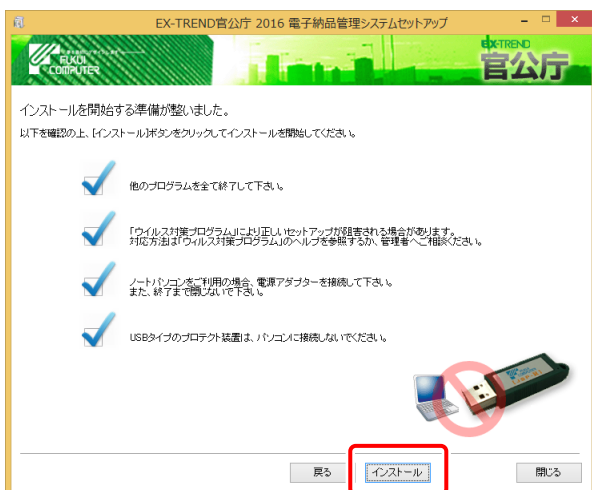 EX-TREND官公庁 2016 電子納品管理システムセットアップ
FUKUI
COMPUTER
EX-TREND
官公庁
インストールを開始する準備が整いました。
以下を確認の上、[インストール]ボタンをクリックしてインストールを開始してください。
他のプログラムを全て終了して下さい。
「ウイルス対策プログラム」により正しいセットアップが阻害される場合があります。
対応方法は「ウィルス対策プログラム」のヘルプを参照するか、管理者へご相談ください。
ノートパソコンをご利用の場合、電源アダプターを接続して下さい。
また、終了まで閉じないで下さい。
USBタイプのプロテクト装置は、パソコンに接続しないでください。
戻る
インストール
閉じる